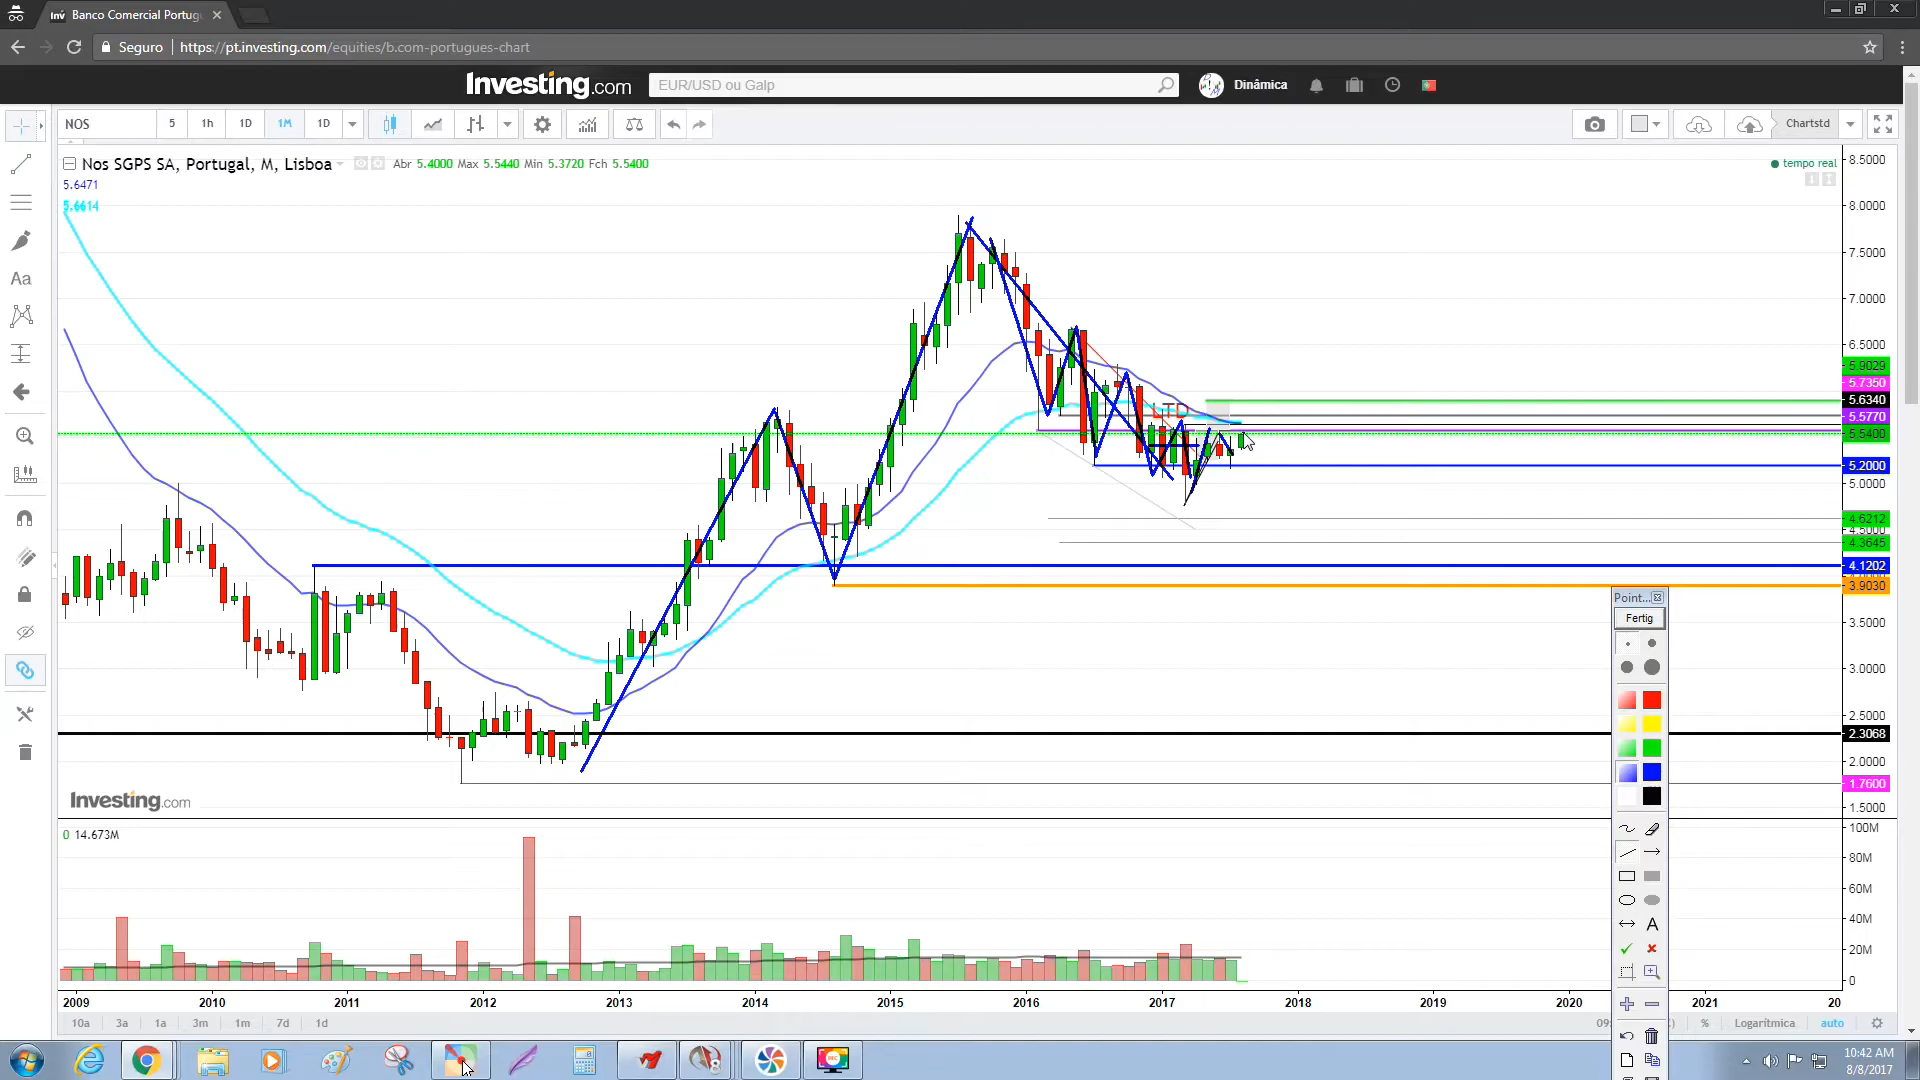 Banco Comercial Portug
Seguro
https://pt.investing.com/equities/b.com-portugues-chart
Investing.com
EUR/USD ou Galp
Dinâmica
NOS
5
1h
1D
1M
1D
Chartstd
Nos SGPS SA, Portugal, M, Lisboa
Abr 5.4000 Max 5.5440 Min 5.3720 Fch 5.5400
tempo real
5.6471
5.6614
LTD
8.5000
8.0000
7.5000
7.0000
6.5000
5.9029
5.7350
5.6340
5.5770
5.5400
5.2000
5.0000
4.6212
4.3645
4.1202
3.9030
3.5000
3.0000
2.5000
2.3068
2.0000
1.7600
1.5000
Investing.com
0 14.673M
100M
80M
60M
40M
20M
0
2009 2010 2011 2012 2013 2014 2015 2016 2017 2018 2019 2020 2021 20
10a 3a 1a 3m 1m 7d 1d
% Logarítmica auto
Point...
Fertig
A
10:42 AM
8/8/2017